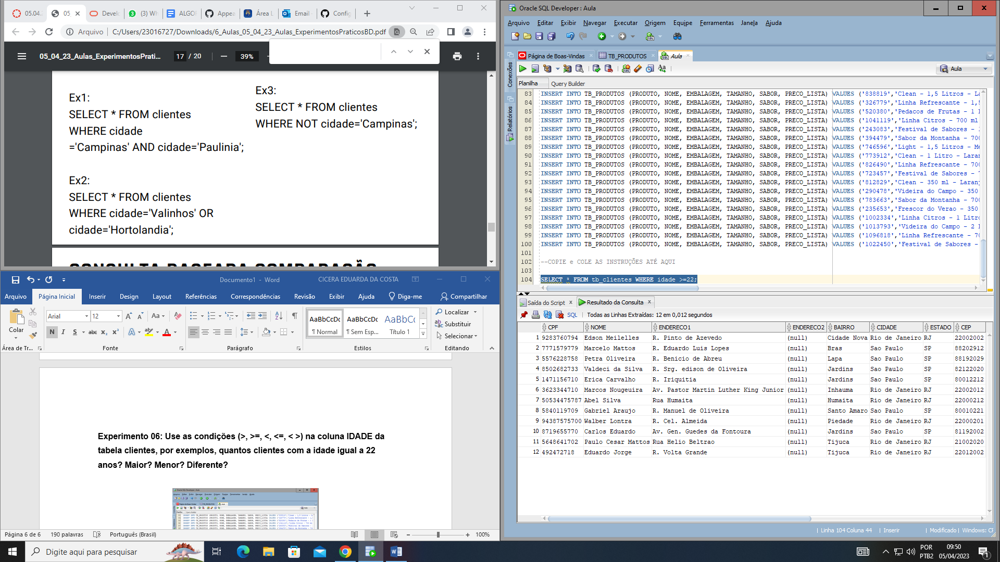 05.04.
05_
Develo
(3) Wh
ALGOF
Appea
Área L
Email
Config
Arquivo
C:/Users/23016727/Downloads/6_Aulas_05_04_23_Aulas_ExperimentosPraticosBD.pdf
05_04_23_Aulas_ExperimentosPrati...
17 / 20
39%
Ex1:
SELECT * FROM clientes
WHERE cidade
='Campinas' AND cidade='Paulinia';
Ex2:
SELECT * FROM clientes
WHERE cidade='Valinhos' OR
cidade='Hortolandia';
Ex3:
SELECT * FROM clientes
WHERE NOT cidade='Campinas';
Documento1 - Word
CICERA EDUARDA DA COSTA
Arquivo Página Inicial Inserir Design Layout Referências Correspondências Revisão Exibir Ajuda Diga-me Compartilhar
Colar
Arial
12
Aa
N I S abc x₂ x²
AaBbCcDc AaBbCcDc AaBbCc
¶ Normal ¶ Sem Esp... Título 1
Localizar
Substituir
Selecionar
Área de Tr... Fonte Parágrafo Estilos Editando
Experimento 06: Use as condições (>, >=, <, <=, < >) na coluna IDADE da
tabela clientes, por exemplos, quantos clientes com a idade igual a 22
anos? Maior? Menor? Diferente?
Página 6 de 6 190 palavras Português (Brasil) 100%
Oracle SQL Developer : Aula
Arquivo Editar Exibir Navegar Executar Origem Equipe Ferramentas Janela Ajuda
Página de Boas-Vindas TB_PRODUTOS Aula
Conexões
Relatórios
Aula
Planilha Query Builder
83 INSERT INTO TB_PRODUTOS (PRODUTO, NOME, EMBALAGEM, TAMANHO, SABOR, PRECO_LISTA) VALUES ('838819','Clean - 1,5 Litros - La
84 INSERT INTO TB_PRODUTOS (PRODUTO, NOME, EMBALAGEM, TAMANHO, SABOR, PRECO_LISTA) VALUES ('326779','Linha Refrescante - 1,5
85 INSERT INTO TB_PRODUTOS (PRODUTO, NOME, EMBALAGEM, TAMANHO, SABOR, PRECO_LISTA) VALUES ('520380','Pedacos de Frutas - 1 l
86 INSERT INTO TB_PRODUTOS (PRODUTO, NOME, EMBALAGEM, TAMANHO, SABOR, PRECO_LISTA) VALUES ('1041119','Linha Citros - 700 ml
87 INSERT INTO TB_PRODUTOS (PRODUTO, NOME, EMBALAGEM, TAMANHO, SABOR, PRECO_LISTA) VALUES ('243083','Festival de Sabores - 1
88 INSERT INTO TB_PRODUTOS (PRODUTO, NOME, EMBALAGEM, TAMANHO, SABOR, PRECO_LISTA) VALUES ('394479','Sabor da Montanha - 700
89 INSERT INTO TB_PRODUTOS (PRODUTO, NOME, EMBALAGEM, TAMANHO, SABOR, PRECO_LISTA) VALUES ('746596','Light - 1,5 Litros - Me
90 INSERT INTO TB_PRODUTOS (PRODUTO, NOME, EMBALAGEM, TAMANHO, SABOR, PRECO_LISTA) VALUES ('773912','Clean - 1 Litro - Laran
91 INSERT INTO TB_PRODUTOS (PRODUTO, NOME, EMBALAGEM, TAMANHO, SABOR, PRECO_LISTA) VALUES ('826490','Linha Refrescante - 700
92 INSERT INTO TB_PRODUTOS (PRODUTO, NOME, EMBALAGEM, TAMANHO, SABOR, PRECO_LISTA) VALUES ('723457','Festival de Sabores - 7
93 INSERT INTO TB_PRODUTOS (PRODUTO, NOME, EMBALAGEM, TAMANHO, SABOR, PRECO_LISTA) VALUES ('812829','Clean - 350 ml - Laranj
94 INSERT INTO TB_PRODUTOS (PRODUTO, NOME, EMBALAGEM, TAMANHO, SABOR, PRECO_LISTA) VALUES ('290478','Videira do Campo - 350
95 INSERT INTO TB_PRODUTOS (PRODUTO, NOME, EMBALAGEM, TAMANHO, SABOR, PRECO_LISTA) VALUES ('783663','Sabor da Montanha - 700
96 INSERT INTO TB_PRODUTOS (PRODUTO, NOME, EMBALAGEM, TAMANHO, SABOR, PRECO_LISTA) VALUES ('235653','Frescor do Verao - 350
97 INSERT INTO TB_PRODUTOS (PRODUTO, NOME, EMBALAGEM, TAMANHO, SABOR, PRECO_LISTA) VALUES ('1002334','Linha Citros - 1 Litro
98 INSERT INTO TB_PRODUTOS (PRODUTO, NOME, EMBALAGEM, TAMANHO, SABOR, PRECO_LISTA) VALUES ('1013793','Videira do Campo - 2 l
99 INSERT INTO TB_PRODUTOS (PRODUTO, NOME, EMBALAGEM, TAMANHO, SABOR, PRECO_LISTA) VALUES ('1096818','Linha Refrescante - 70
100 INSERT INTO TB_PRODUTOS (PRODUTO, NOME, EMBALAGEM, TAMANHO, SABOR, PRECO_LISTA) VALUES ('1022450','Festival de Sabores -
101
102 --COPIE e COLE AS INSTRUÇÕES ATÉ AQUI
103
104 SELECT * FROM tb_clientes WHERE idade >=22;
Saída do Script Resultado da Consulta
SQL Todas as Linhas Extraídas: 12 em 0,012 segundos
CPF NOME ENDERECO1 ENDERECO2 BAIRRO CIDADE ESTADO CEP
1 9283760794 Edson Meilelles R. Pinto de Azevedo (null) Cidade Nova Rio de Janeiro RJ 22002002
2 7771579779 Marcelo Mattos R. Eduardo Luis Lopes (null) Bras Sao Paulo SP 88202912
3 5576228758 Petra Oliveira R. Benicio de Abreu (null) Lapa Sao Paulo SP 88192029
4 8502682733 Valdeci da Silva R. Srg. edison de Oliveira (null) Jardins Sao Paulo SP 82122020
5 1471156710 Erica Carvalho R. Iriquitia (null) Jardins Sao Paulo SP 80012212
6 3623344710 Marcos Nougeuira Av. Pastor Martin Luther King Junior (null) Inhauma Rio de Janeiro RJ 22002012
7 50534475787 Abel Silva Rua Humaita (null) Humaita Rio de Janeiro RJ 22000212
8 5840119709 Gabriel Araujo R. Manuel de Oliveira (null) Santo Amaro Sao Paulo SP 80010221
9 94387575700 Walber Lontra R. Cel. Almeida (null) Piedade Rio de Janeiro RJ 22000201
10 8719655770 Carlos Eduardo Av. Gen. Guedes da Fontoura (null) Jardins Sao Paulo SP 81192002
11 5648641702 Paulo Cesar Mattos Rua Helio Beltrao (null) Tijuca Rio de Janeiro RJ 21002020
12 492472718 Eduardo Jorge R. Volta Grande (null) Tijuca Rio de Janeiro RJ 22012002
Linha 104 Coluna 44 | Inserir | Modificado | Windows: CF
Digite aqui para pesquisar
POR
PTB2
09:50
05/04/2023
1